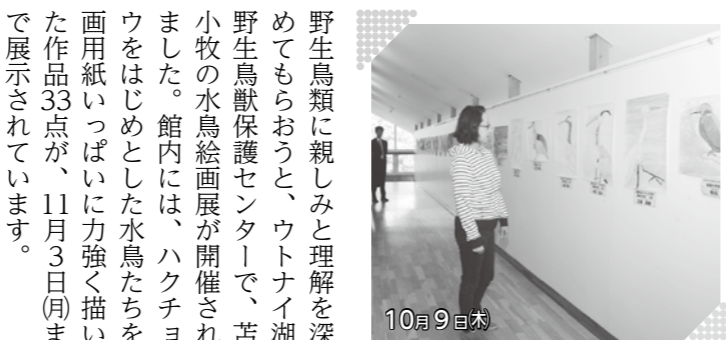 野生鳥類に親しみと理解を深
めてもらおうと、ウトナイ湖
野生鳥獣保護センターで、苫
小牧の水鳥絵画展が開催され
ました。館内には、ハクチョ
ウをはじめとした水鳥たちを
画用紙いっぱいに力強く描い
た作品33点が、11月3日㈪ま
で展示されています。
10月9日㈭